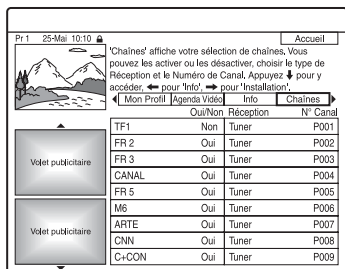 Pr 1 25-Mai 10:10 Accueil
'Chaînes' affiche votre sélection de chaînes. Vous
pouvez les activer ou les désactiver, choisir le type de
Réception et le Numéro de Canal. Appuyez ⬇ pour y
accéder, ⬅ pour 'Info', ➡ pour 'Installation'.
Mon Profil Agenda Vidéo Info Chaînes
Oui/Non Réception N° Canal
TF1 Non Tuner P001
FR 2 Oui Tuner P002
FR 3 Oui Tuner P003
CANAL Oui Tuner P004
FR 5 Oui Tuner P005
M6 Oui Tuner P006
ARTE Oui Tuner P007
CNN Oui Tuner P008
C+CON Oui Tuner P009
Volet publicitaire
Volet publicitaire